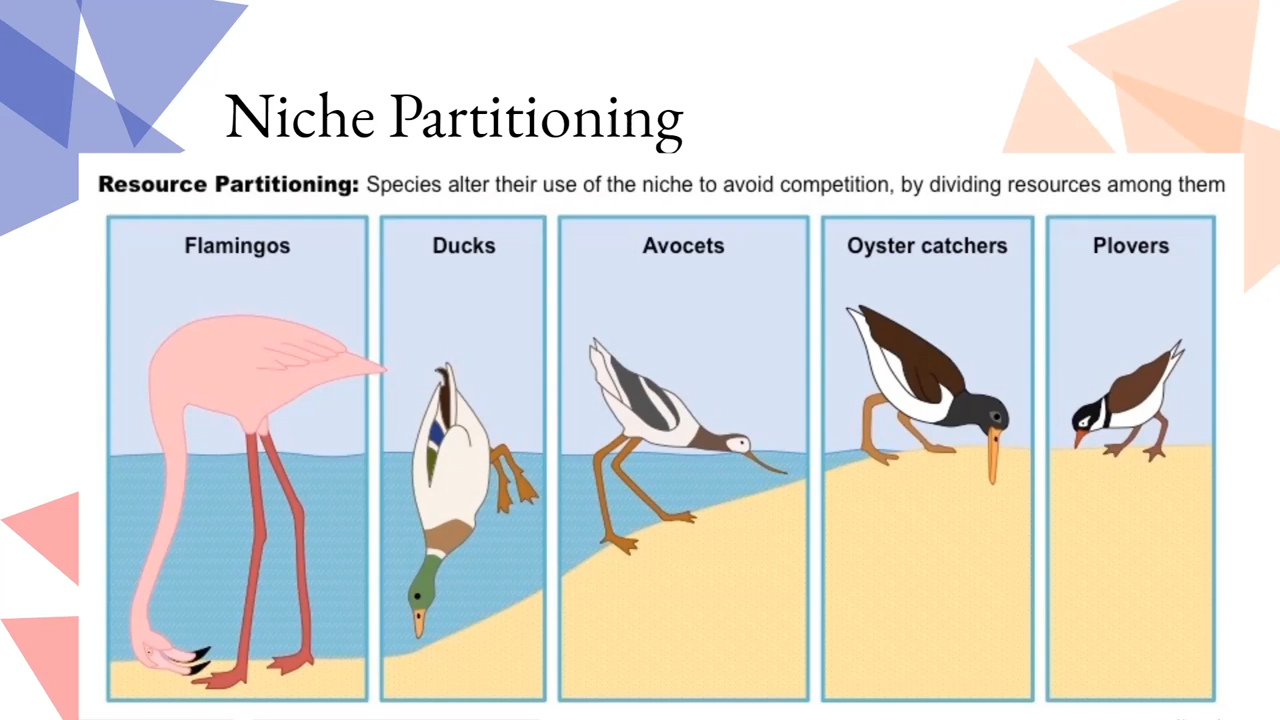 Niche Partitioning
Resource Partitioning: Species alter their use of the niche to avoid competition, by dividing resources among them
Flamingos
Ducks
Avocets
Oyster catchers
Plovers